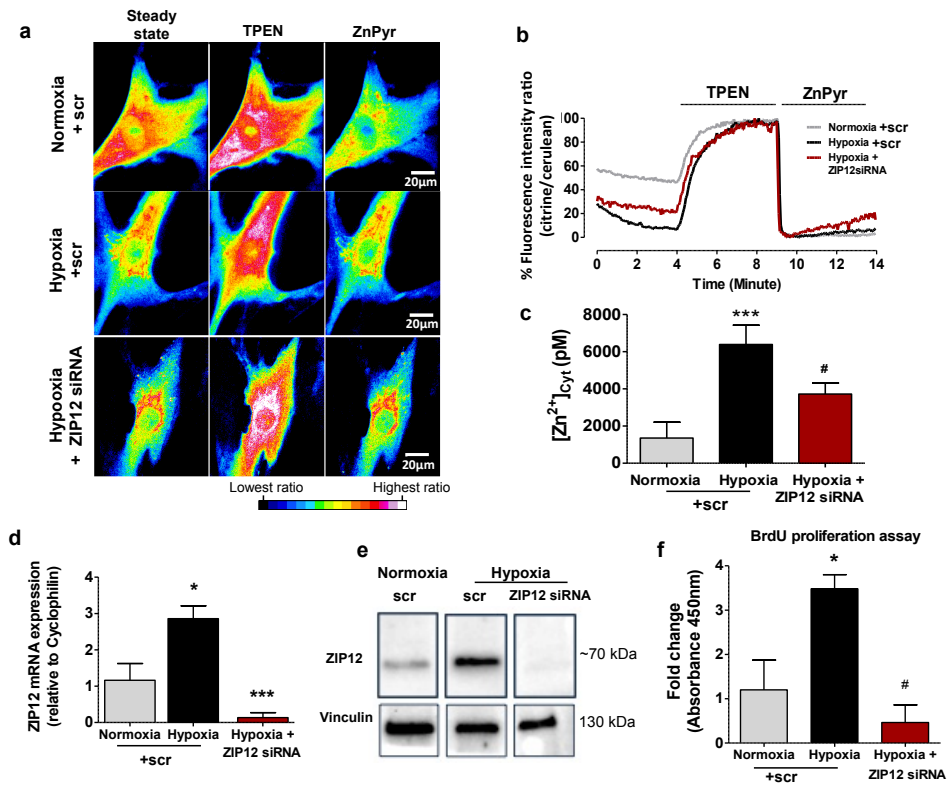 a
Steady state
TPEN
ZnPyr
Normoxia + scr
20µm
Hypoxia +scr
20µm
Hypooxia + ZIP12 siRNA
20µm
Lowest ratio
Highest ratio
b
TPEN
ZnPyr
% Fluorescence intensity ratio
(citrine/cerulean)
100
80
60
40
20
0
0 2 4 6 8 10 12 14
Time (Minute)
Normoxia +scr
Hypoxia +scr
Hypoxia +
ZIP12siRNA
c
[Zn2+]Cyt (pM)
8000
6000
4000
2000
0
***
#
Normoxia Hypoxia Hypoxia +
ZIP12 siRNA
+scr
d
ZIP12 mRNA expression
(relative to Cyclophilin)
4
3
2
1
0
*
***
Normoxia Hypoxia Hypoxia +
ZIP12 siRNA
+scr
e
Normoxia Hypoxia
scr scr ZIP12 siRNA
ZIP12
~70 kDa
Vinculin
130 kDa
f
BrdU proliferation assay
Fold change
(Absorbance 450nm)
4
2
0
*
#
Normoxia Hypoxia Hypoxia +
ZIP12 siRNA
+scr